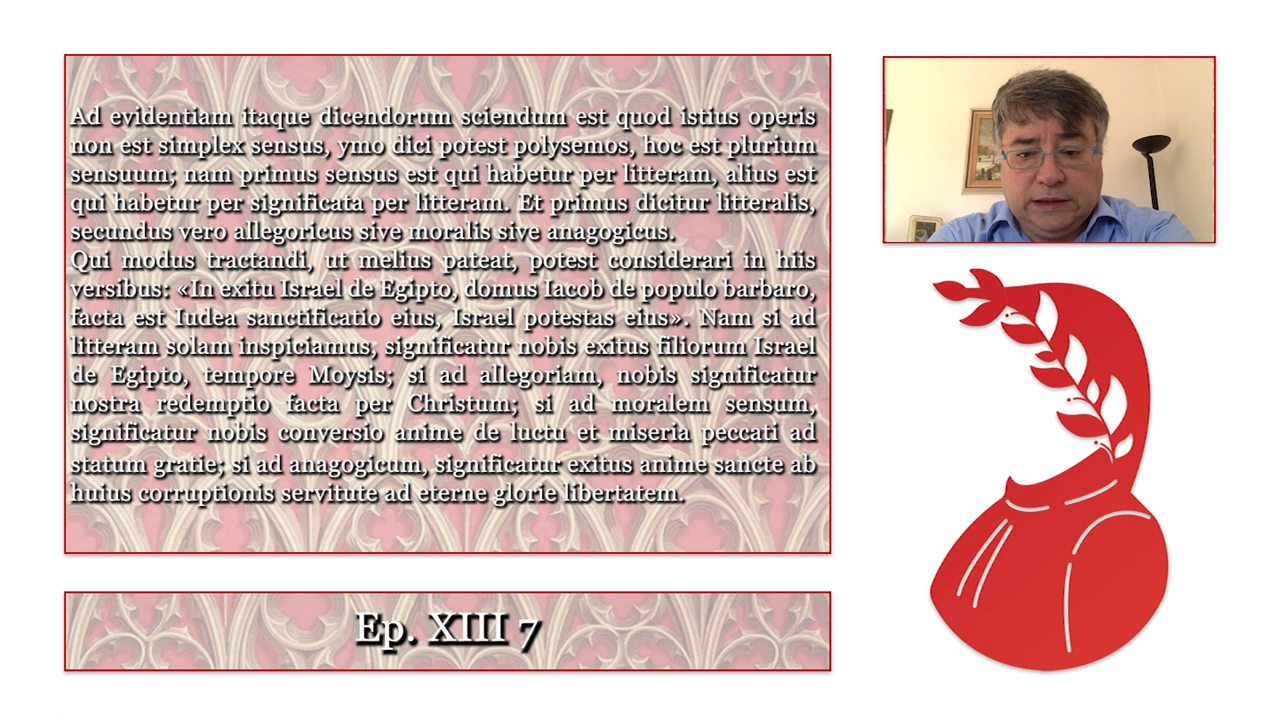 Ad evidentiam itaque dicendorum sciendum est quod istius operis
non est simplex sensus, ymo dici potest polysemos, hoc est plurium
sensuum; nam primus sensus est qui habetur per litteram, alius est
qui habetur per significata per litteram. Et primus dicitur litteralis,
secundus vero allegoricus sive moralis sive anagogicus.
Qui modus tractandi, ut melius pateat, potest considerari in hiis
versibus: «In exitu Israel de Egipto, domus Iacob de populo barbaro,
facta est Iudea sanctificatio eius, Israel potestas eius». Nam si ad
litteram solam inspiciamus, significatur nobis exitus filiorum Israel
de Egipto, tempore Moysis; si ad allegoriam, nobis significatur
nostra redemptio facta per Christum; si ad moralem sensum,
significatur nobis conversio anime de luctu et miseria peccati ad
statum gratie; si ad anagogicum, significatur exitus anime sancte ab
huius corruptionis servitute ad eterne glorie libertatem.
Ep. XIII 7